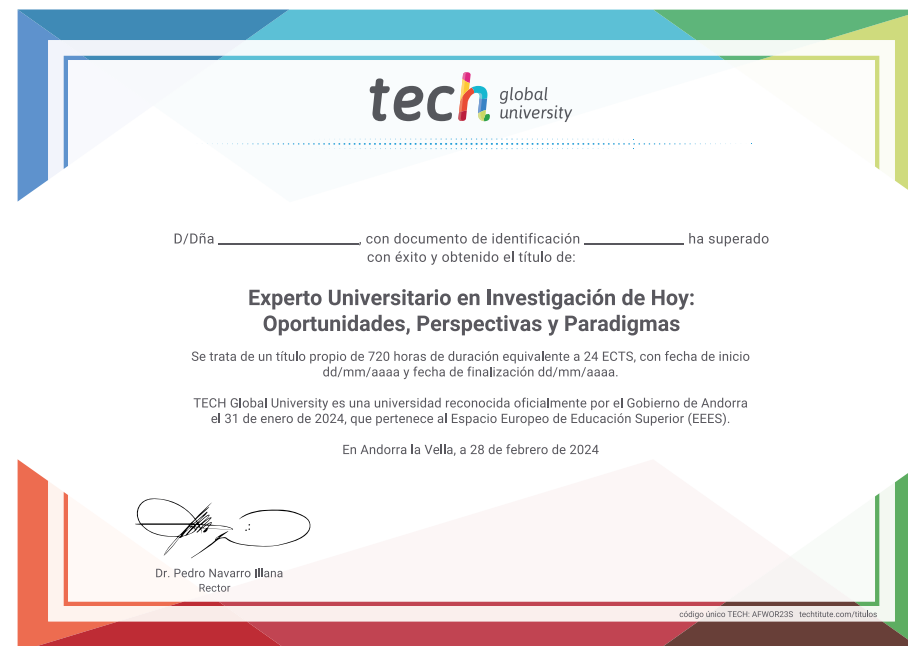 tech global university
D/Dña ______________, con documento de identificación __________ ha superado
con éxito y obtenido el título de:
Experto Universitario en Investigación de Hoy:
Oportunidades, Perspectivas y Paradigmas
Se trata de un título propio de 720 horas de duración equivalente a 24 ECTS, con fecha de inicio
dd/mm/aaaa y fecha de finalización dd/mm/aaaa.
TECH Global University es una universidad reconocida oficialmente por el Gobierno de Andorra
el 31 de enero de 2024, que pertenece al Espacio Europeo de Educación Superior (EEES).
En Andorra la Vella, a 28 de febrero de 2024
Dr. Pedro Navarro Illana
Rector
código único TECH: AFWOR23S techtitute.com/titulos